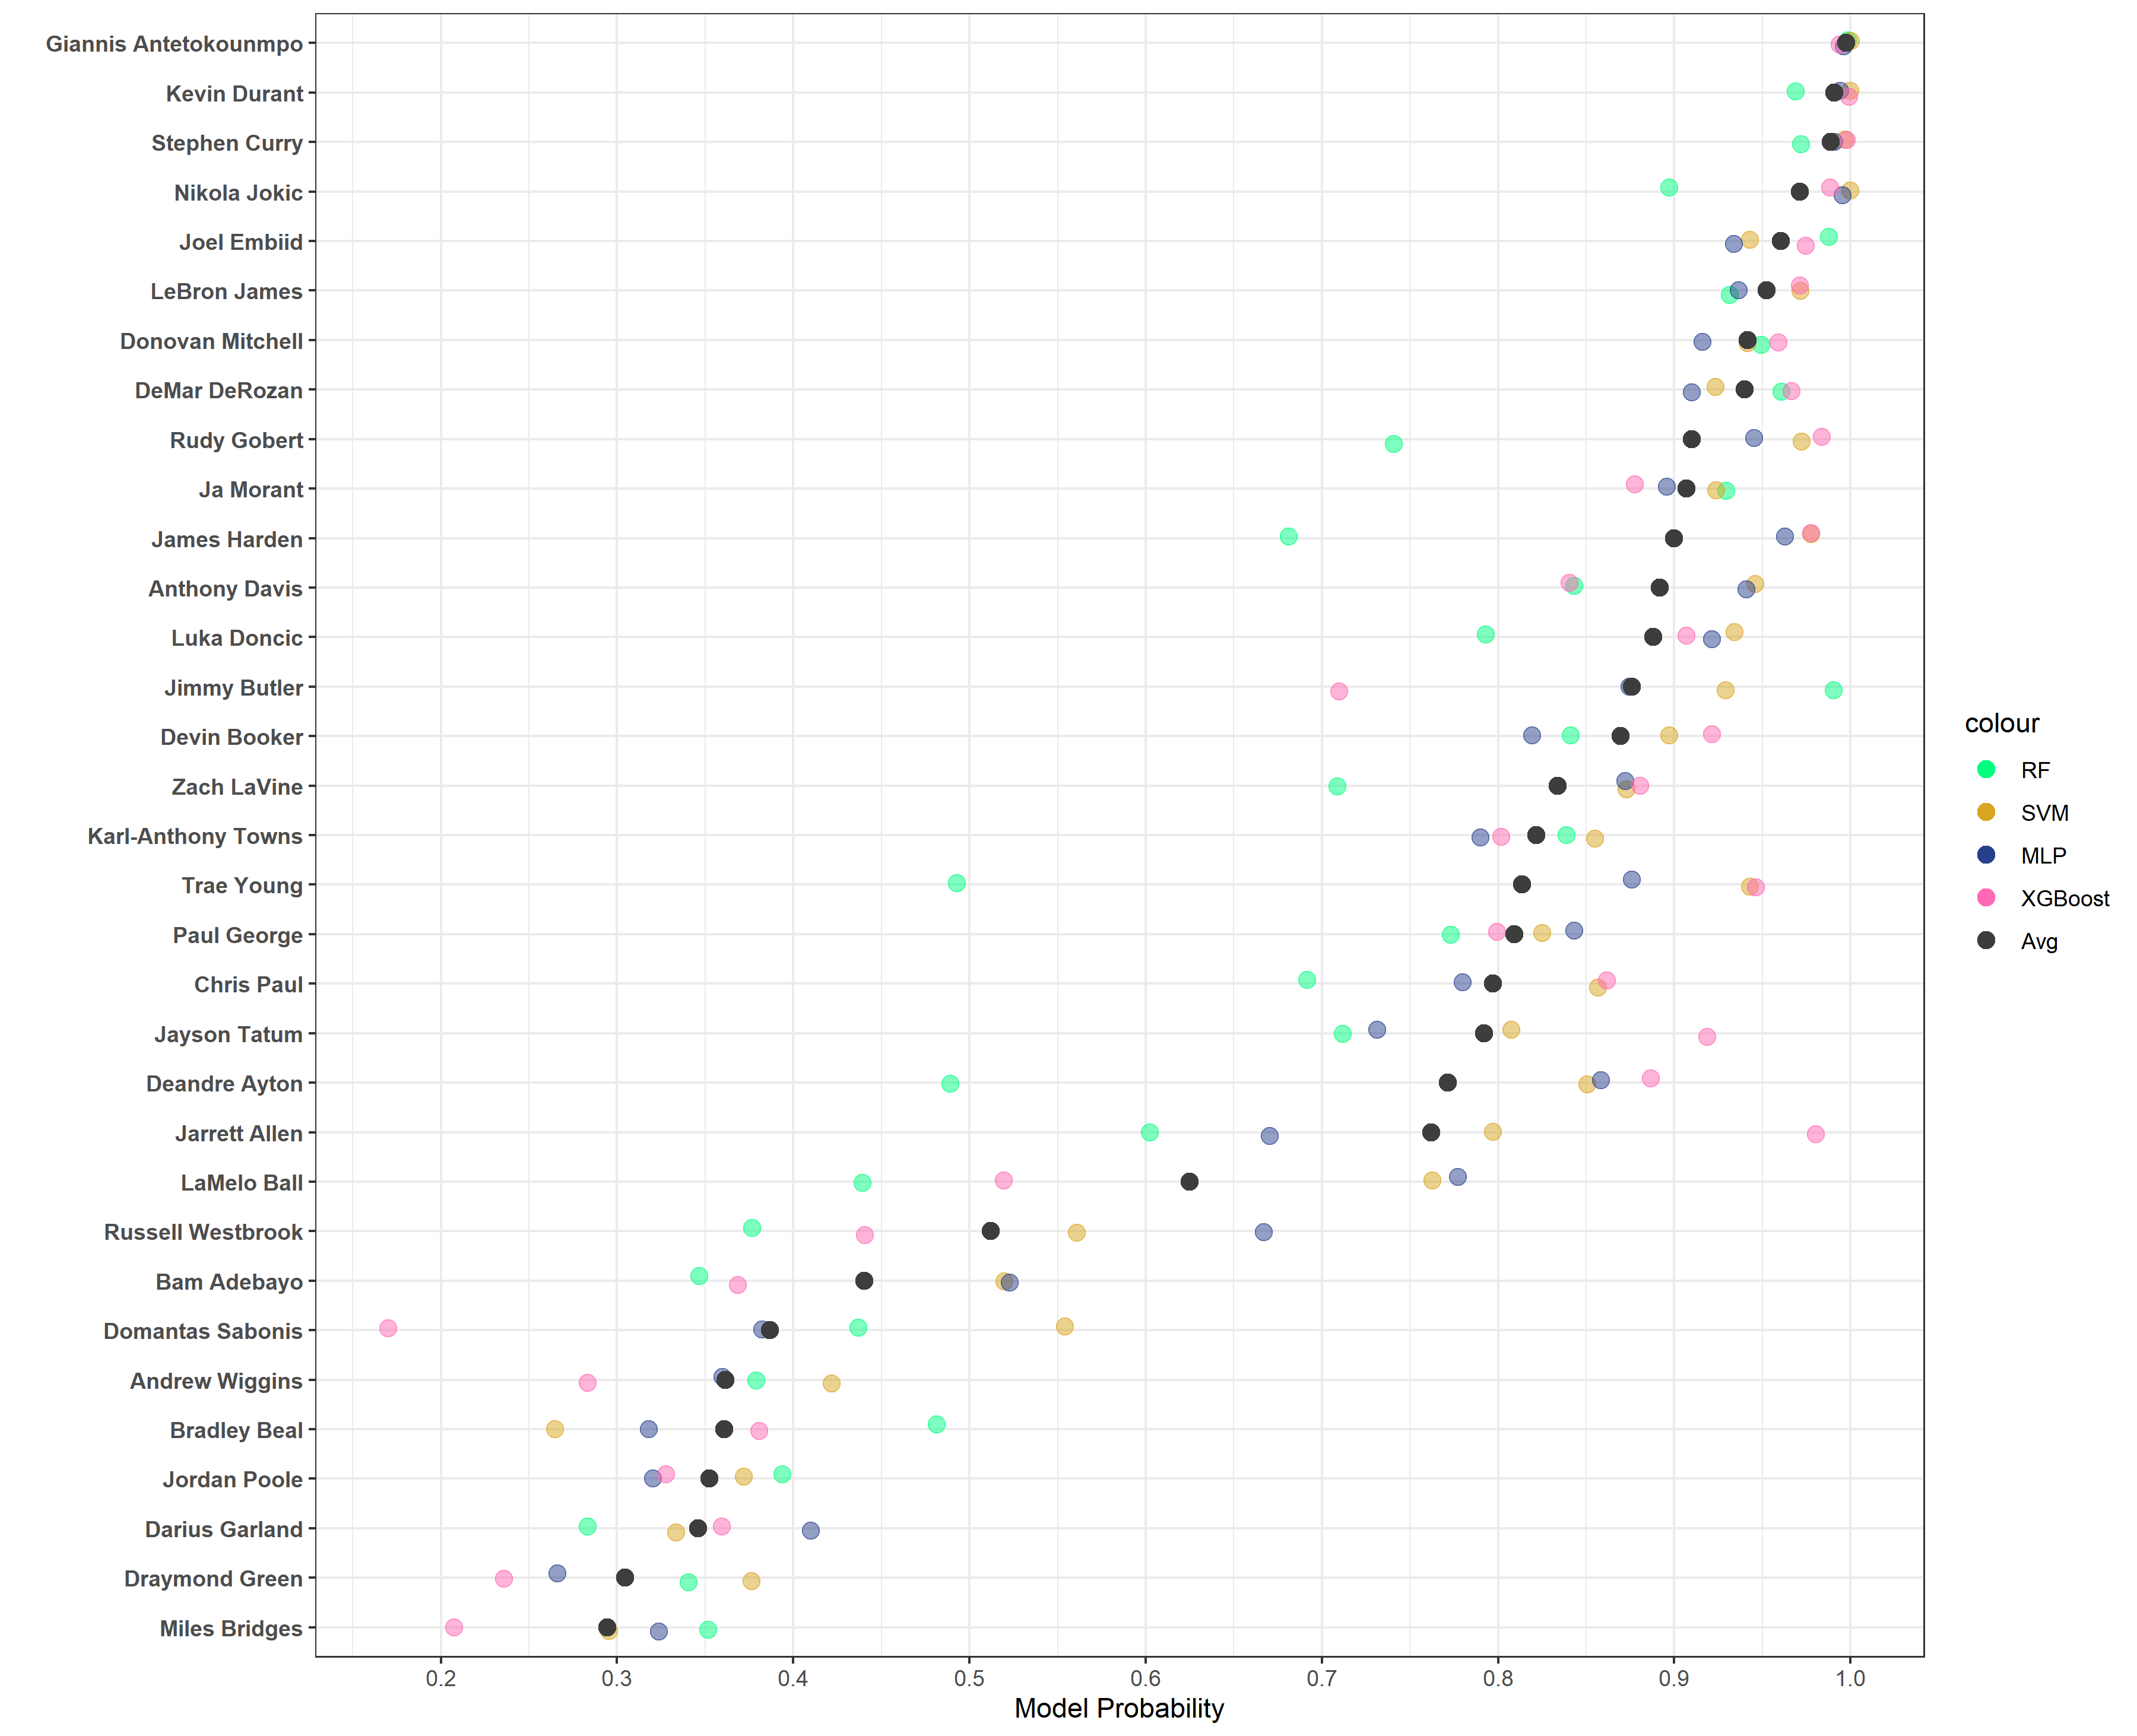 Giannis Antetokounmpo
Kevin Durant
Stephen Curry
Nikola Jokic
Joel Embiid
LeBron James
Donovan Mitchell
DeMar DeRozan
Rudy Gobert
Ja Morant
James Harden
Anthony Davis
Luka Doncic
Jimmy Butler
Devin Booker
Zach LaVine
Karl-Anthony Towns
Trae Young
Paul George
Chris Paul
Jayson Tatum
Deandre Ayton
Jarrett Allen
LaMelo Ball
Russell Westbrook
Bam Adebayo
Domantas Sabonis
Andrew Wiggins
Bradley Beal
Jordan Poole
Darius Garland
Draymond Green
Miles Bridges
0.2 0.3 0.4 0.5 0.6 0.7 0.8 0.9 1.0
Model Probability
colour
RF
SVM
MLP
XGBoost
Avg